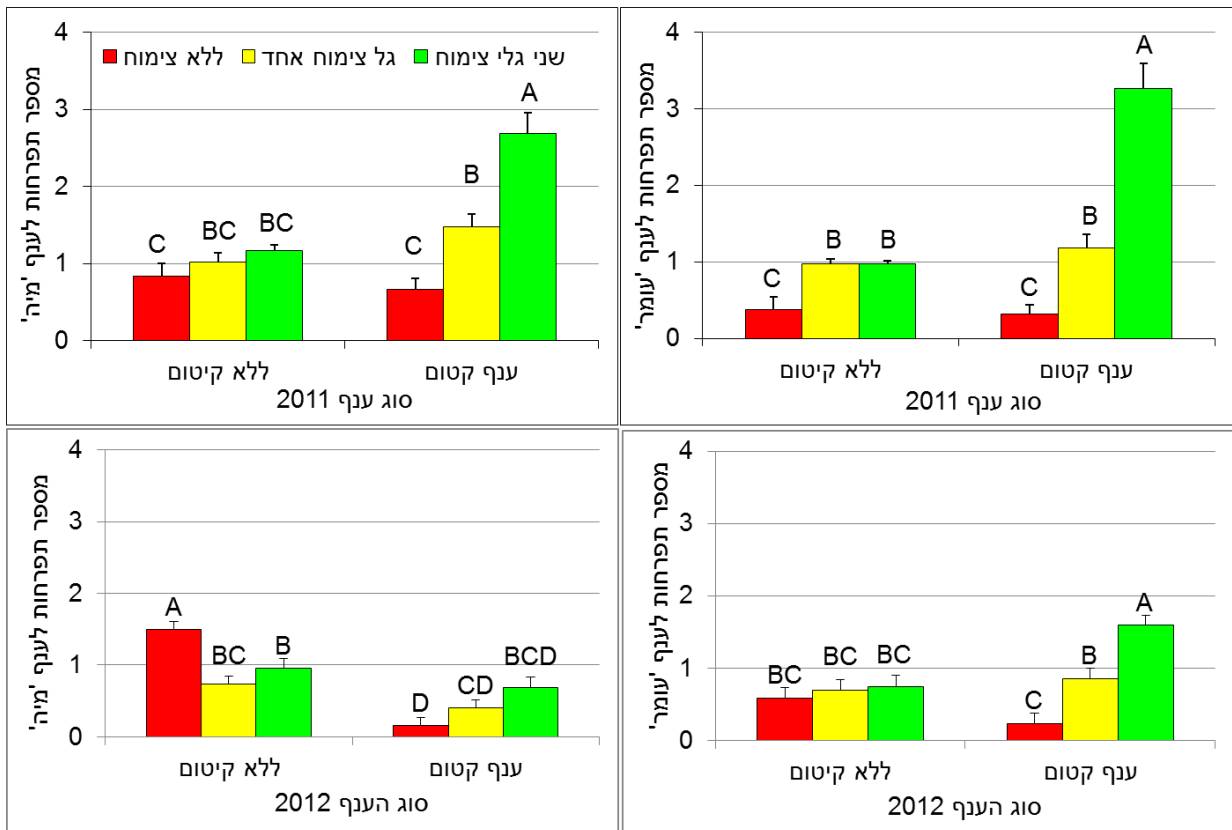 מספר תפרחות לענף 'מיה'
4
3
2
1
0
ללא צימוח
גל צימוח אחד
שני גלי צימוח
C
BC
BC
C
B
A
ללא קיטום
ענף קטום
סוג ענף 2011
מספר תפרחות לענף 'עומר'
4
3
2
1
0
C
B
B
C
B
A
ללא קיטום
ענף קטום
סוג ענף 2011
מספר תפרחות לענף 'מיה'
4
3
2
1
0
A
BC
B
D
CD
BCD
ללא קיטום
ענף קטום
סוג הענף 2012
מספר תפרחות לענף 'עומר'
4
3
2
1
0
BC
BC
BC
C
B
A
ללא קיטום
ענף קטום
סוג הענף 2012